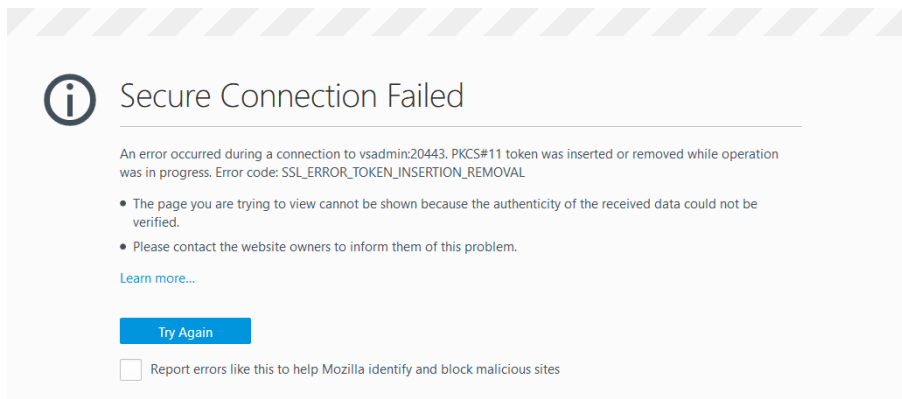 Secure Connection Failed
An error occurred during a connection to vsadmin:20443. PKCS#11 token was inserted or removed while operation
was in progress. Error code: SSL_ERROR_TOKEN_INSERTION_REMOVAL
• The page you are trying to view cannot be shown because the authenticity of the received data could not be
verified.
• Please contact the website owners to inform them of this problem.
Learn more...
Try Again
Report errors like this to help Mozilla identify and block malicious sites